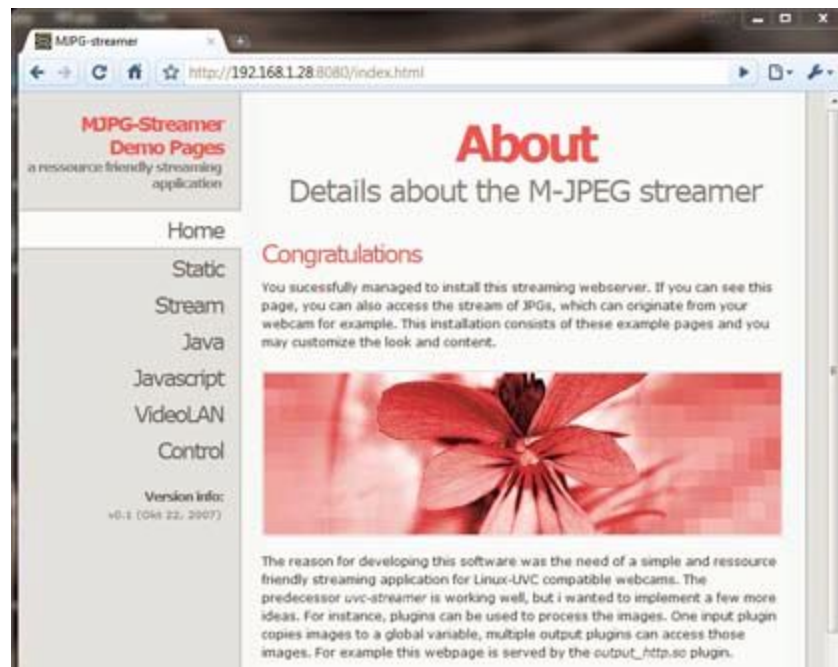 MJPG-streamer
http://192.168.1.28:8080/index.html
MJPG-Streamer
Demo Pages
a ressource friendly streaming
application
Home
Static
Stream
Java
Javascript
VideoLAN
Control
Version info:
v0.1 (Okt 22, 2007)
About
Details about the M-JPEG streamer
Congratulations
You sucessfully managed to install this streaming webserver. If you can see this
page, you can also access the stream of JPGs, which can originate from your
webcam for example. This installation consists of these example pages and you
may customize the look and content.
The reason for developing this software was the need of a simple and ressource
friendly streaming application for Linux-UVC compatible webcams. The
predecessor uvc-streamer is working well, but i wanted to implement a few more
ideas. For instance, plugins can be used to process the images. One input plugin
copies images to a global variable, multiple output plugins can access those
images. For example this webpage is served by the output_http.so plugin.